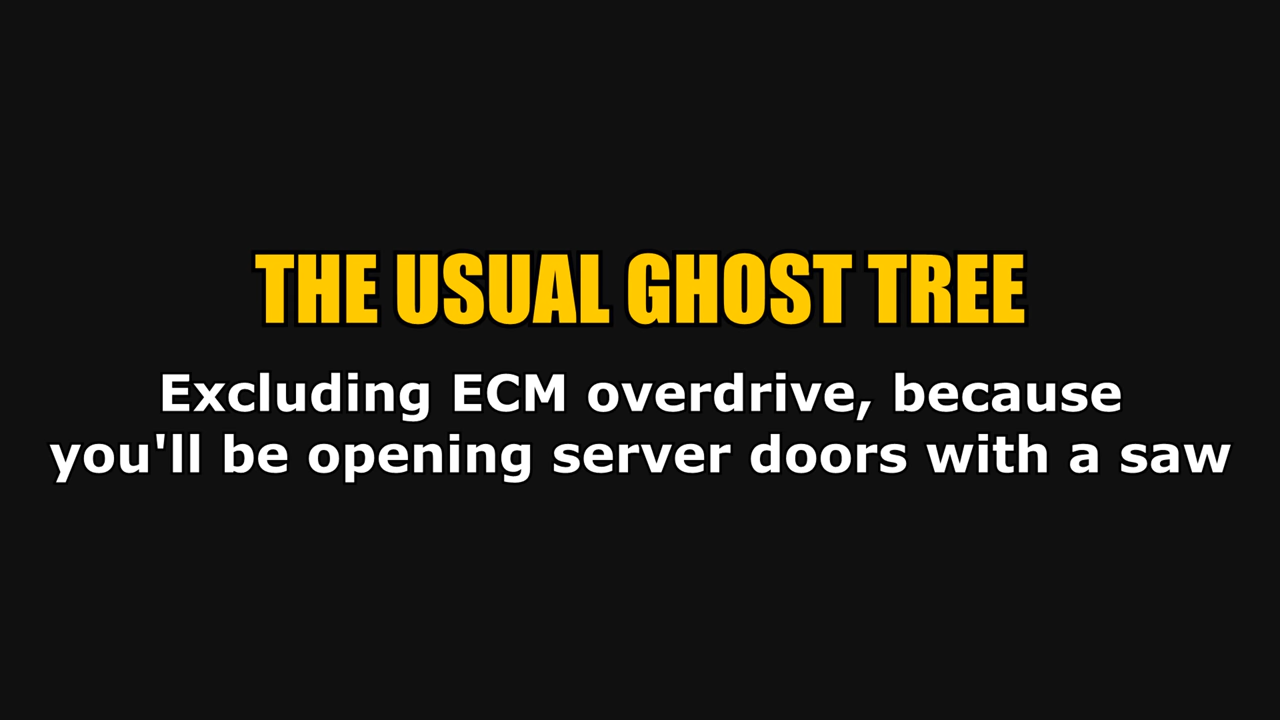 THE USUAL GHOST TREE
Excluding ECM overdrive, because
you'll be opening server doors with a saw